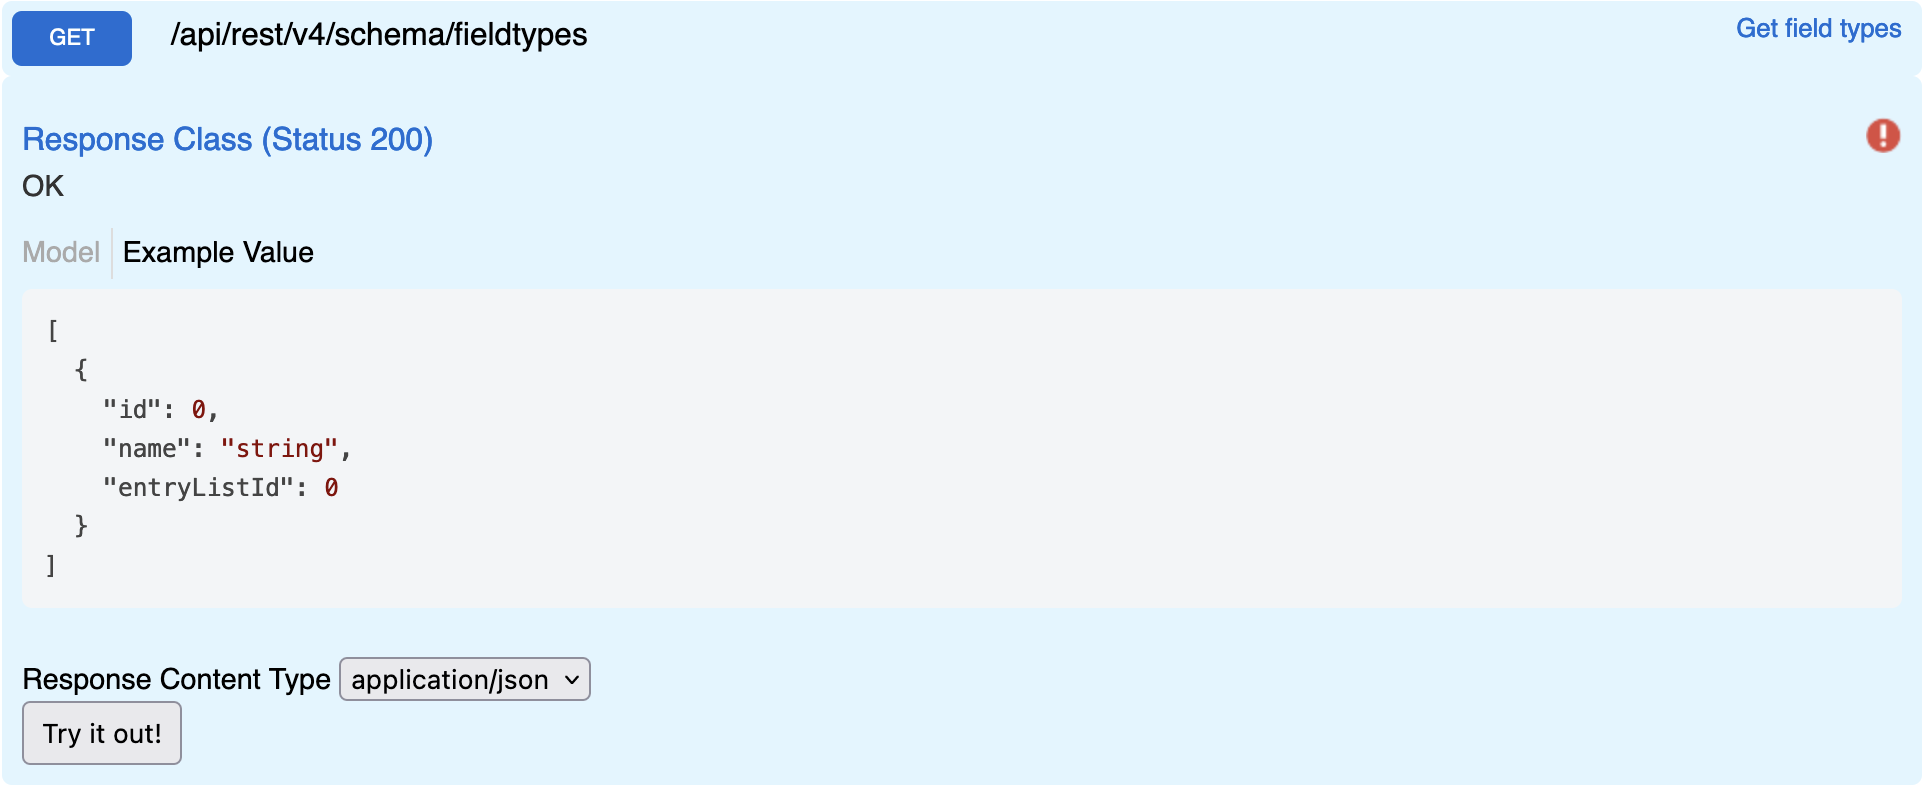 GET /api/rest/v4/schema/fieldtypes Get field types
Response Class (Status 200)
OK
Model Example Value
[
  {
    "id": 0,
    "name": "string",
    "entryListId": 0
  }
]
Response Content Type application/json
Try it out!